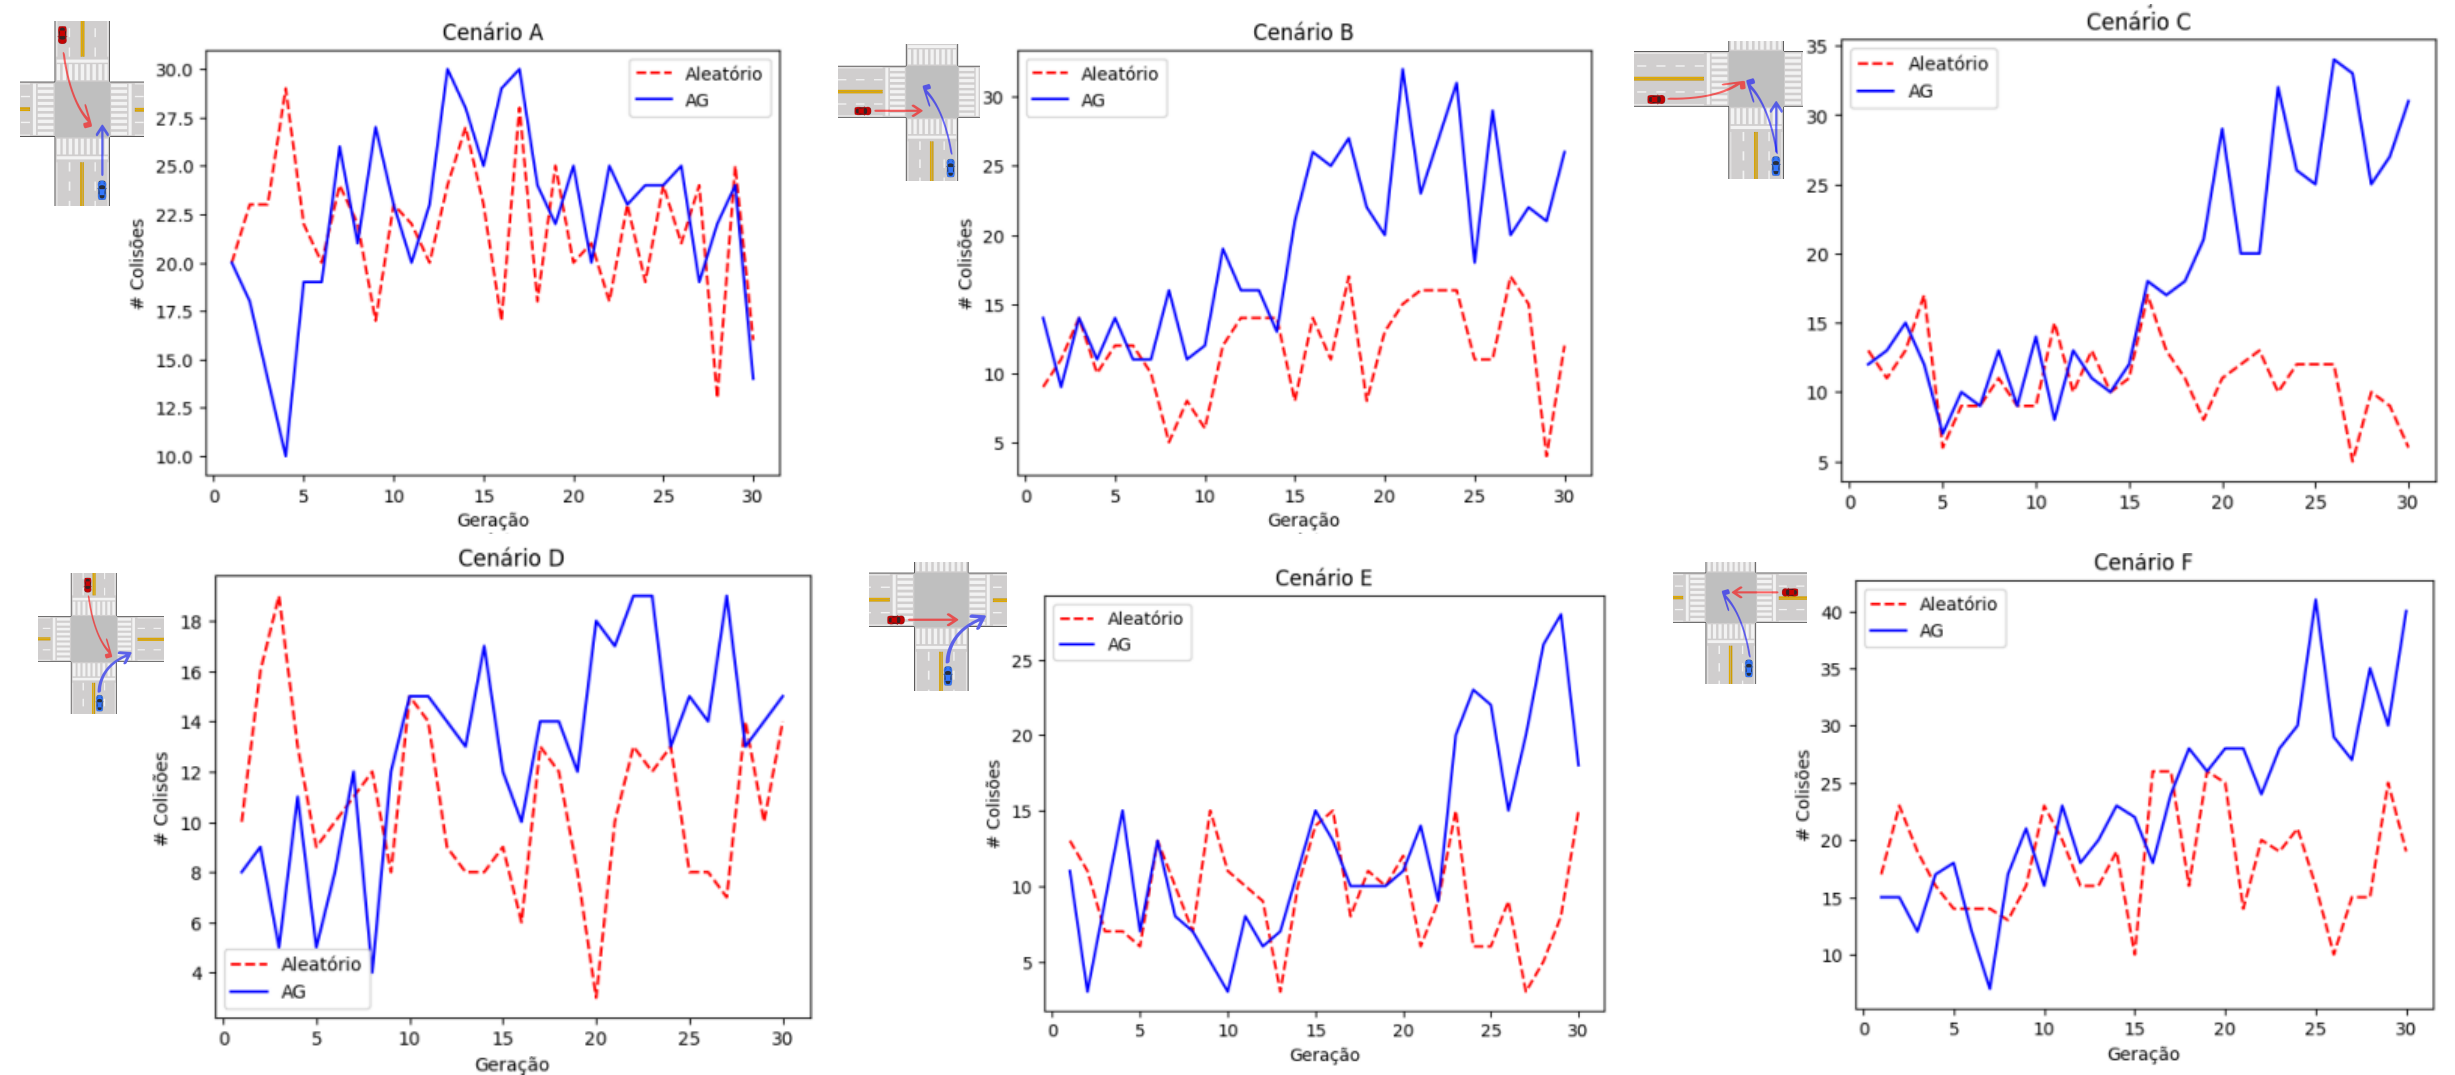 Cenário A
Aleatório
AG
30.0
27.5
25.0
22.5
20.0
17.5
15.0
12.5
10.0
# Colisões
0 5 10 15 20 25 30
Geração
Cenário B
Aleatório
AG
30
25
20
15
10
5
# Colisões
0 5 10 15 20 25 30
Geração
Cenário C
Aleatório
AG
35
30
25
20
15
10
5
0 5 10 15 20 25 30
Cenário D
18
16
14
12
10
8
6
4
# Colisões
Aleatório
AG
0 5 10 15 20 25 30
Geração
Cenário E
Aleatório
AG
25
20
15
10
5
# Colisões
0 5 10 15 20 25 30
Geração
Cenário F
Aleatório
AG
40
35
30
25
20
15
10
# Colisões
0 5 10 15 20 25 30
Geração